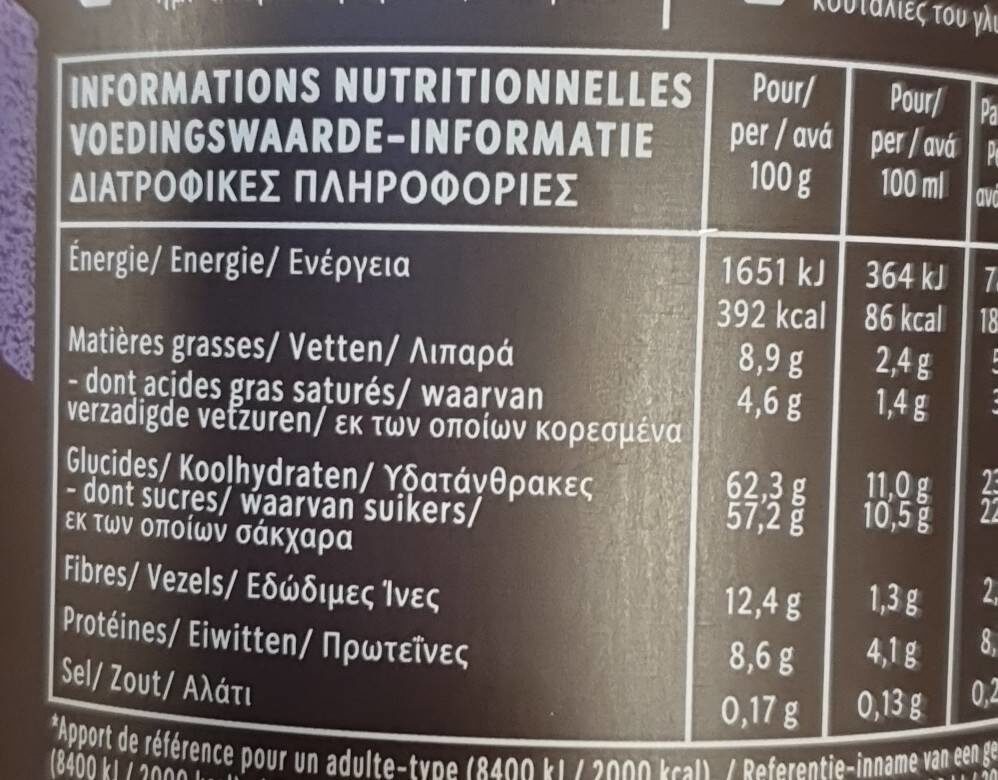 του
INFORMATIONS NUTRITIONNELLES
VOEDINGSWAARDE-INFORMATIE
ΔΙΑΤΡΟΦΙΚΕΣ ΠΛΗΡΟΦΟΡΙΕΣ
Pour/
per / ανά
100 g
Pour/
per / ανά
100 ml
ανά
Énergie/ Energie/ Ενέργεια 1651 kJ 364 kJ
392 kcal 86 kcal
Matières grasses/ Vetten/ Λιπαρά 8,9 g 2,4 g
- dont acides gras saturés/ waarvan 4,6 g 1,4 g
verzadigde vetzuren/ εκ των οποίων κορεσμένα
Glucides/ Koolhydraten/ Υδατάνθρακες 62,3 g 11,0 g
- dont sucres/ waarvan suikers/ 57,2 g 10,5 g
εκ των οποίων σάκχαρα
Fibres/ Vezels/ Εδώδιμες Ίνες 12,4 g 1,3 g
Protéines/ Eiwitten/ Πρωτεΐνες 8,6 g 4,1 g
Sel/ Zout/ Αλάτι 0,17 g 0,13 g
*Apport de référence pour un adulte-type (8400 kJ / 2000 kcal) / Referentie-inname van een
(8400 kJ / 2000